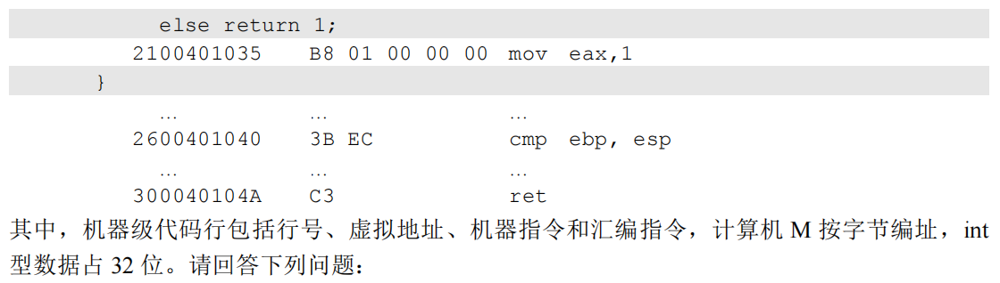 else return 1;
2100401035 B8 01 00 00 00 mov eax,1
}
… … …
2600401040 3B EC cmp ebp, esp
… … …
300040104A C3 ret
其中，机器级代码行包括行号、虚拟地址、机器指令和汇编指令，计算机 M 按字节编址，int
型数据占 32 位。请回答下列问题：